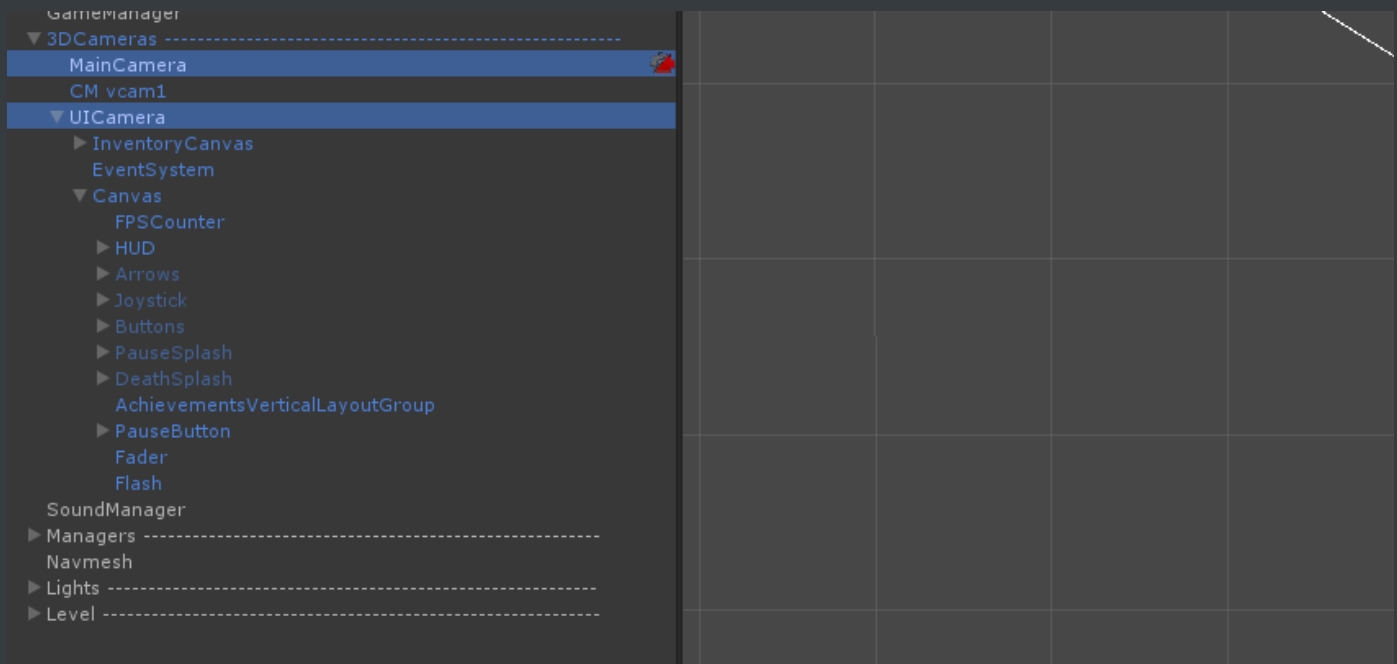 GameManager
3DCameras --------------------------------------------------------
MainCamera
CM vcam1
UICamera
InventoryCanvas
EventSystem
Canvas
FPSCounter
HUD
Arrows
Joystick
Buttons
PauseSplash
DeathSplash
AchievementsVerticalLayoutGroup
PauseButton
Fader
Flash
SoundManager
Managers --------------------------------------------------------
Navmesh
Lights ------------------------------------------------------------
Level -------------------------------------------------------------